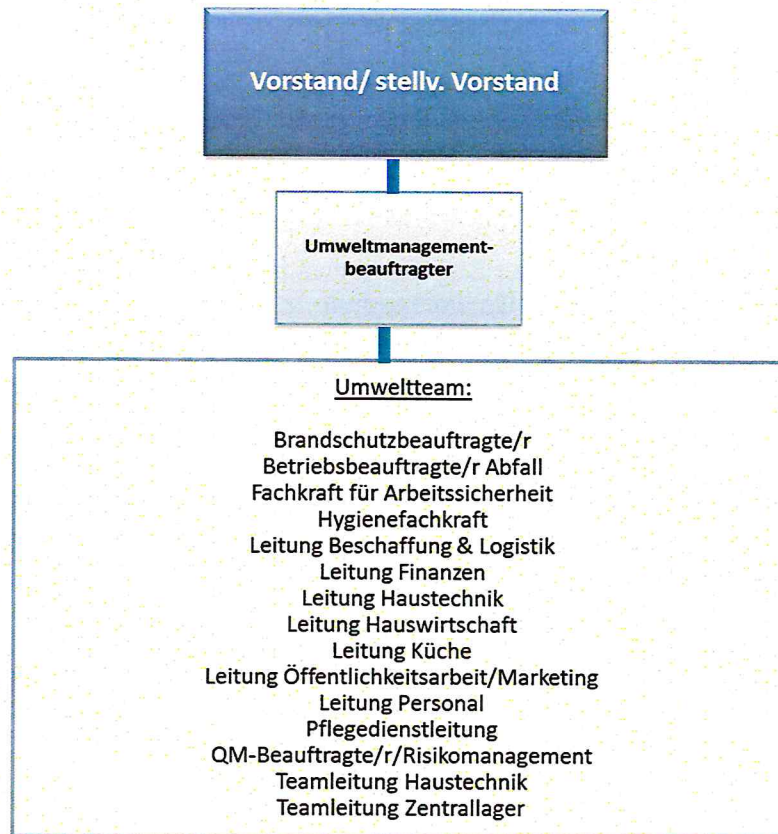 Vorstand/ stellv. Vorstand
Umweltmanagement-
beauftragter
Umweltteam:
Brandschutzbeauftragte/r
Betriebsbeauftragte/r Abfall
Fachkraft für Arbeitssicherheit
Hygienefachkraft
Leitung Beschaffung & Logistik
Leitung Finanzen
Leitung Haustechnik
Leitung Hauswirtschaft
Leitung Küche
Leitung Öffentlichkeitsarbeit/Marketing
Leitung Personal
Pflegedienstleitung
QM-Beauftragte/r/Risikomanagement
Teamleitung Haustechnik
Teamleitung Zentrallager